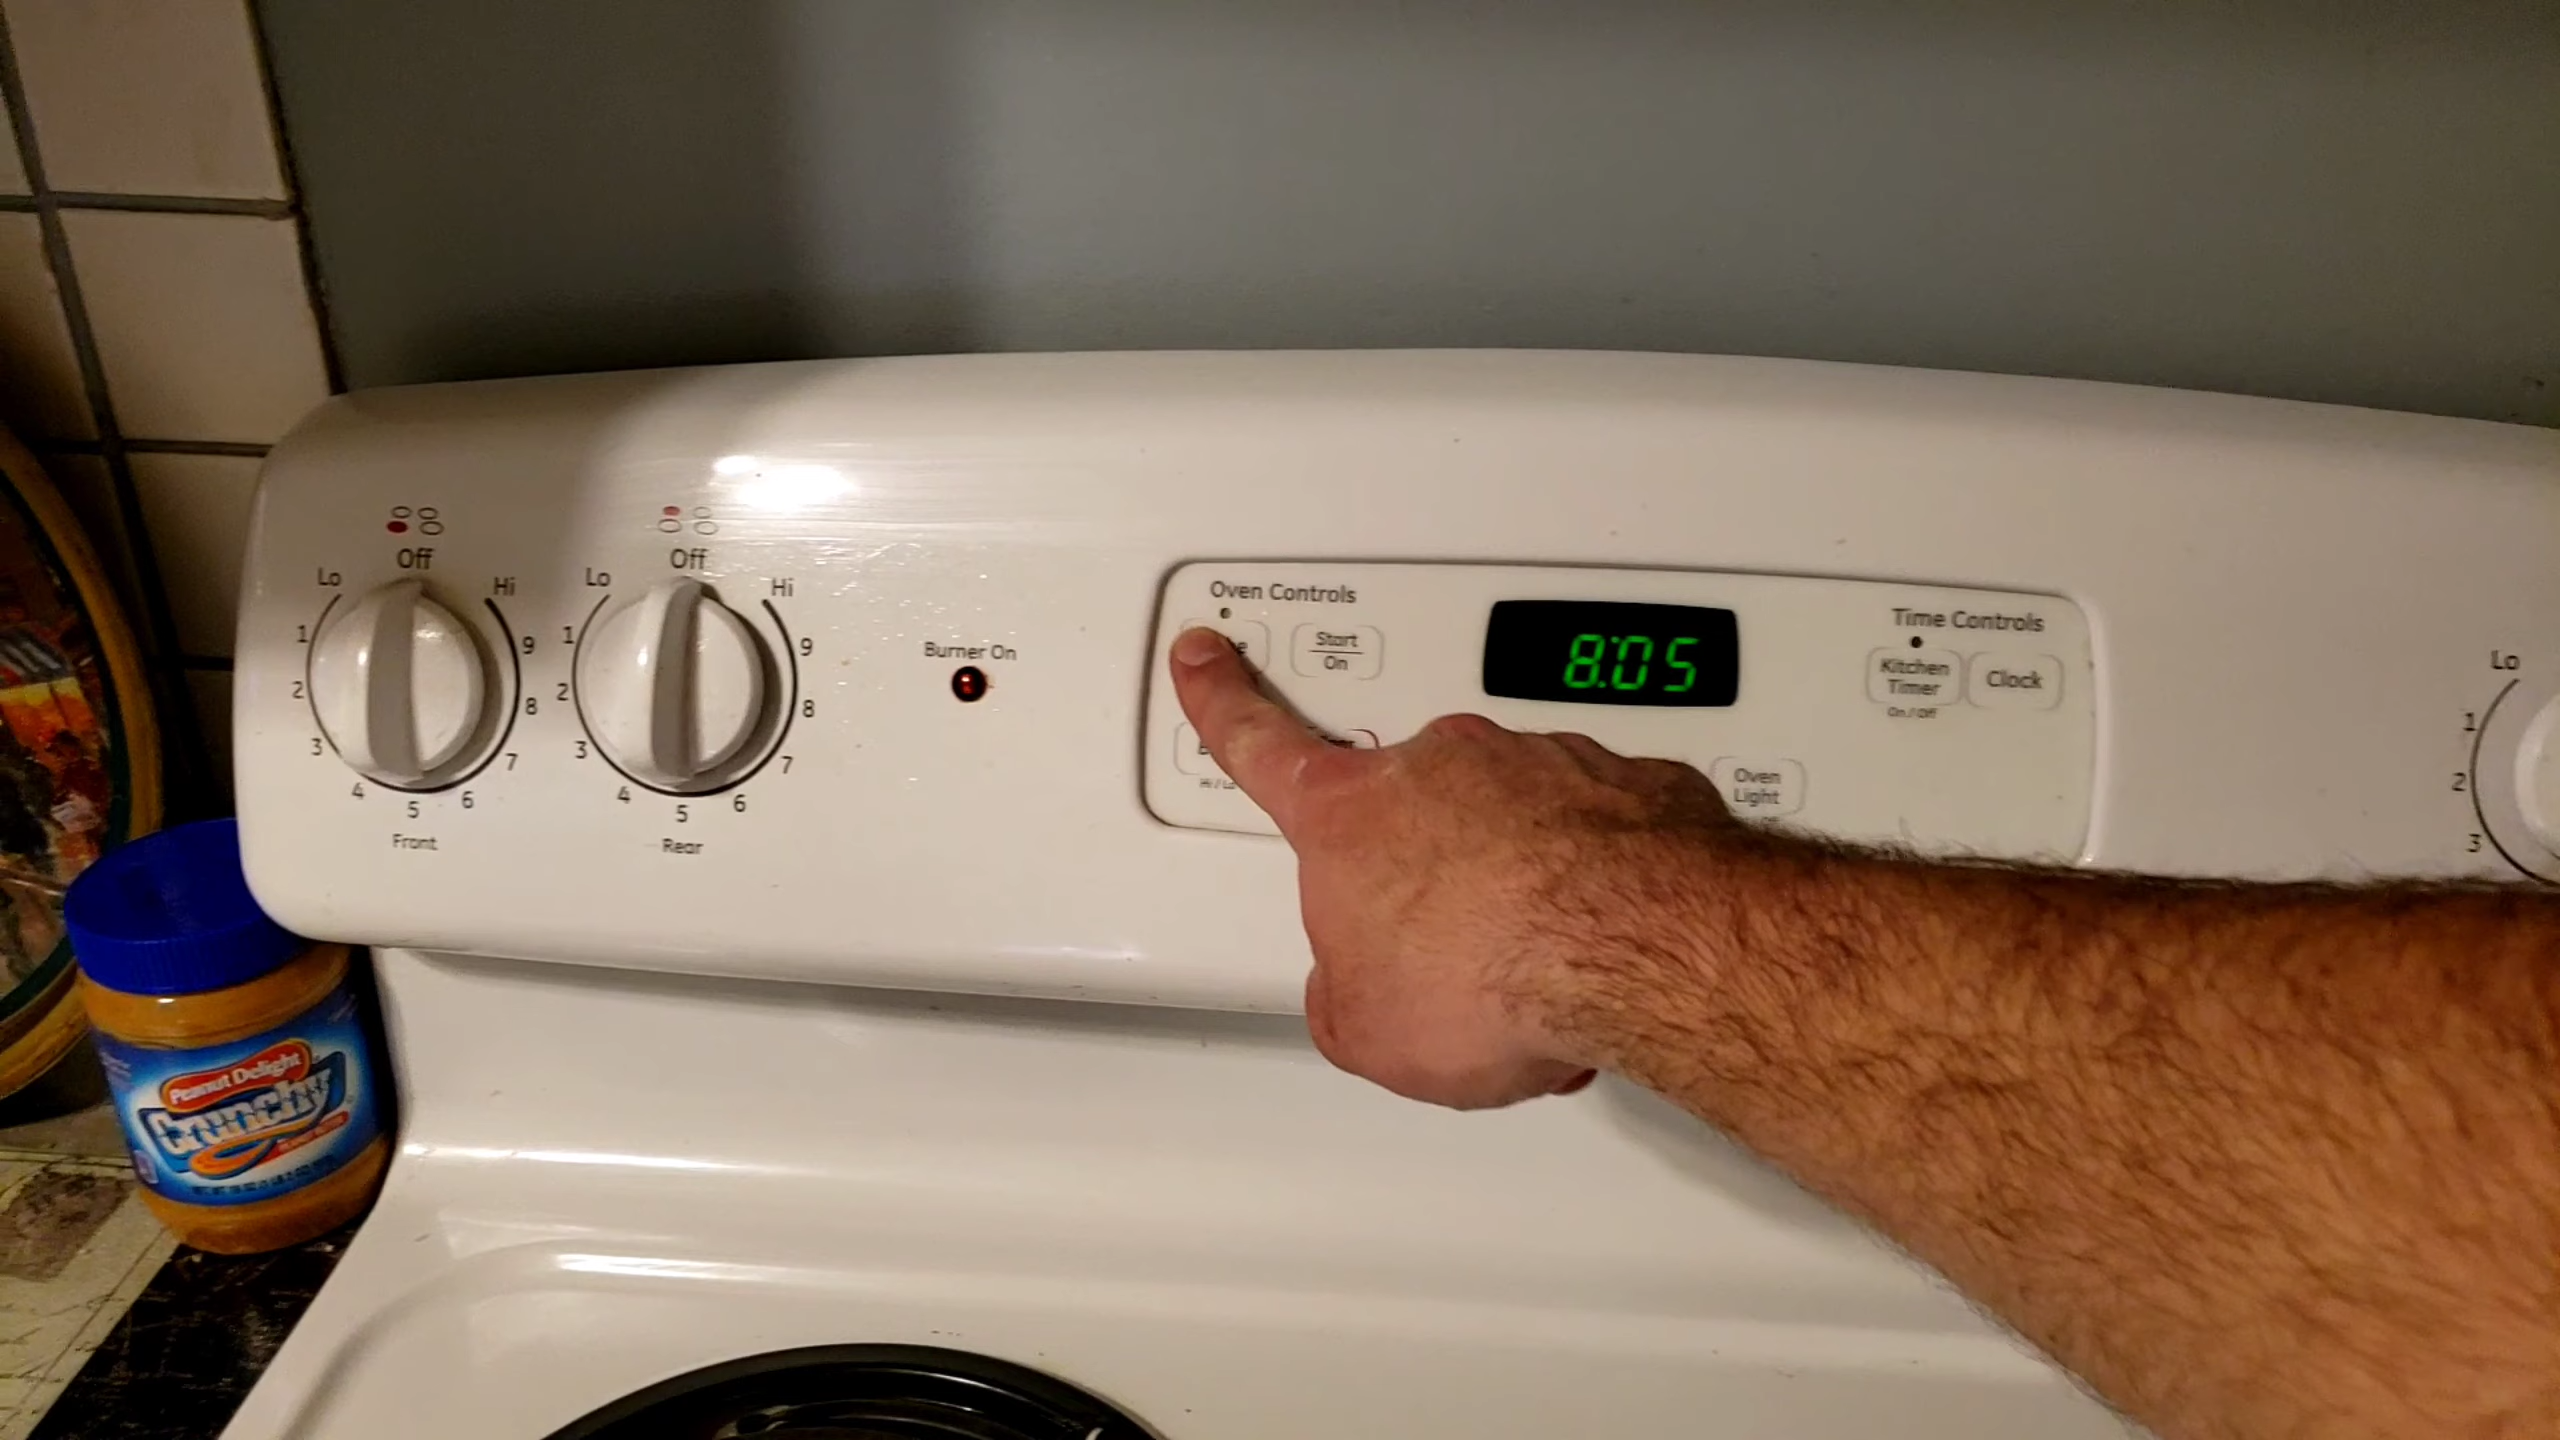 Off
Lo
Hi
1
2
3
4
5
6
7
8
9
Front
Off
Lo
Hi
1
2
3
4
5
6
7
8
9
Rear
Burner On
Oven Controls
Start
On
Hi / Lo
8:05
Oven
Light
Time Controls
Kitchen
Timer
On / Off
Clock
Lo
1
2
3
Peanut Delight
Crunchy